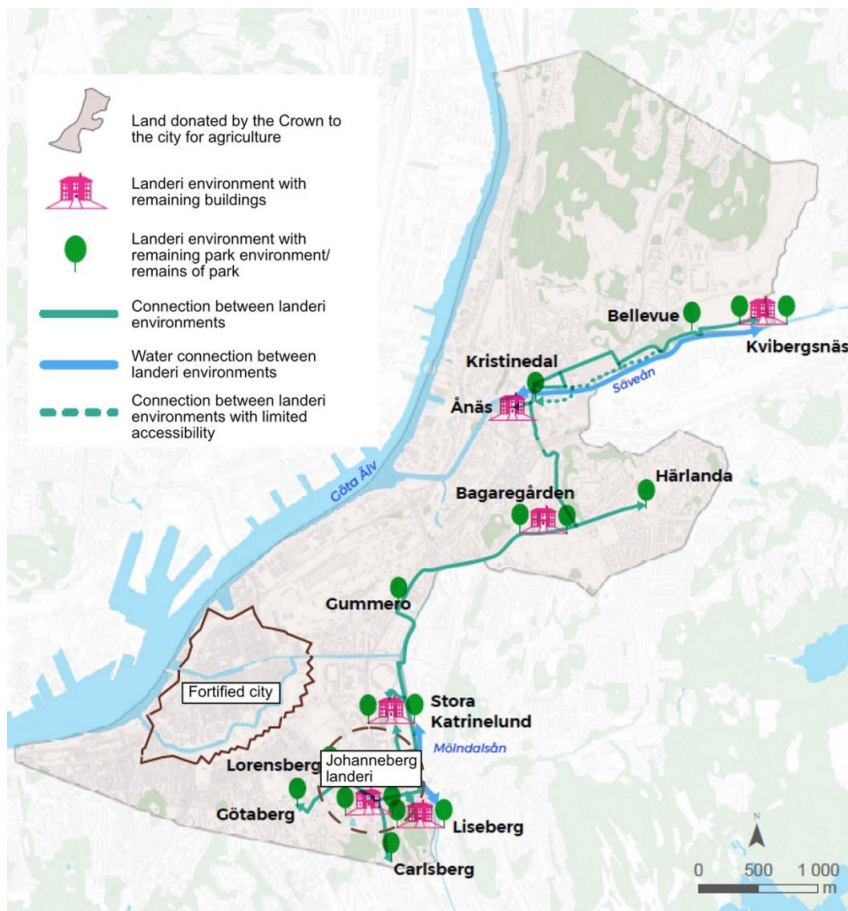 Land donated by the Crown to
the city for agriculture
Landeri environment with
remaining buildings
Landeri environment with
remaining park environment/
remains of park
Connection between landeri
environments
Water connection between
landeri environments
Connection between landeri
environments with limited
accessibility
Bellevue
Kvibergsnäs
Kristinedal
Säveån
Ånäs
Göta Älv
Härlanda
Bagaregården
Gummero
Fortified city
Stora
Katrinelund
Mölndalsån
Lorensberg
Johanneberg
landeri
Götaberg
Liseberg
Carlsberg
N
0 500 1 000
m